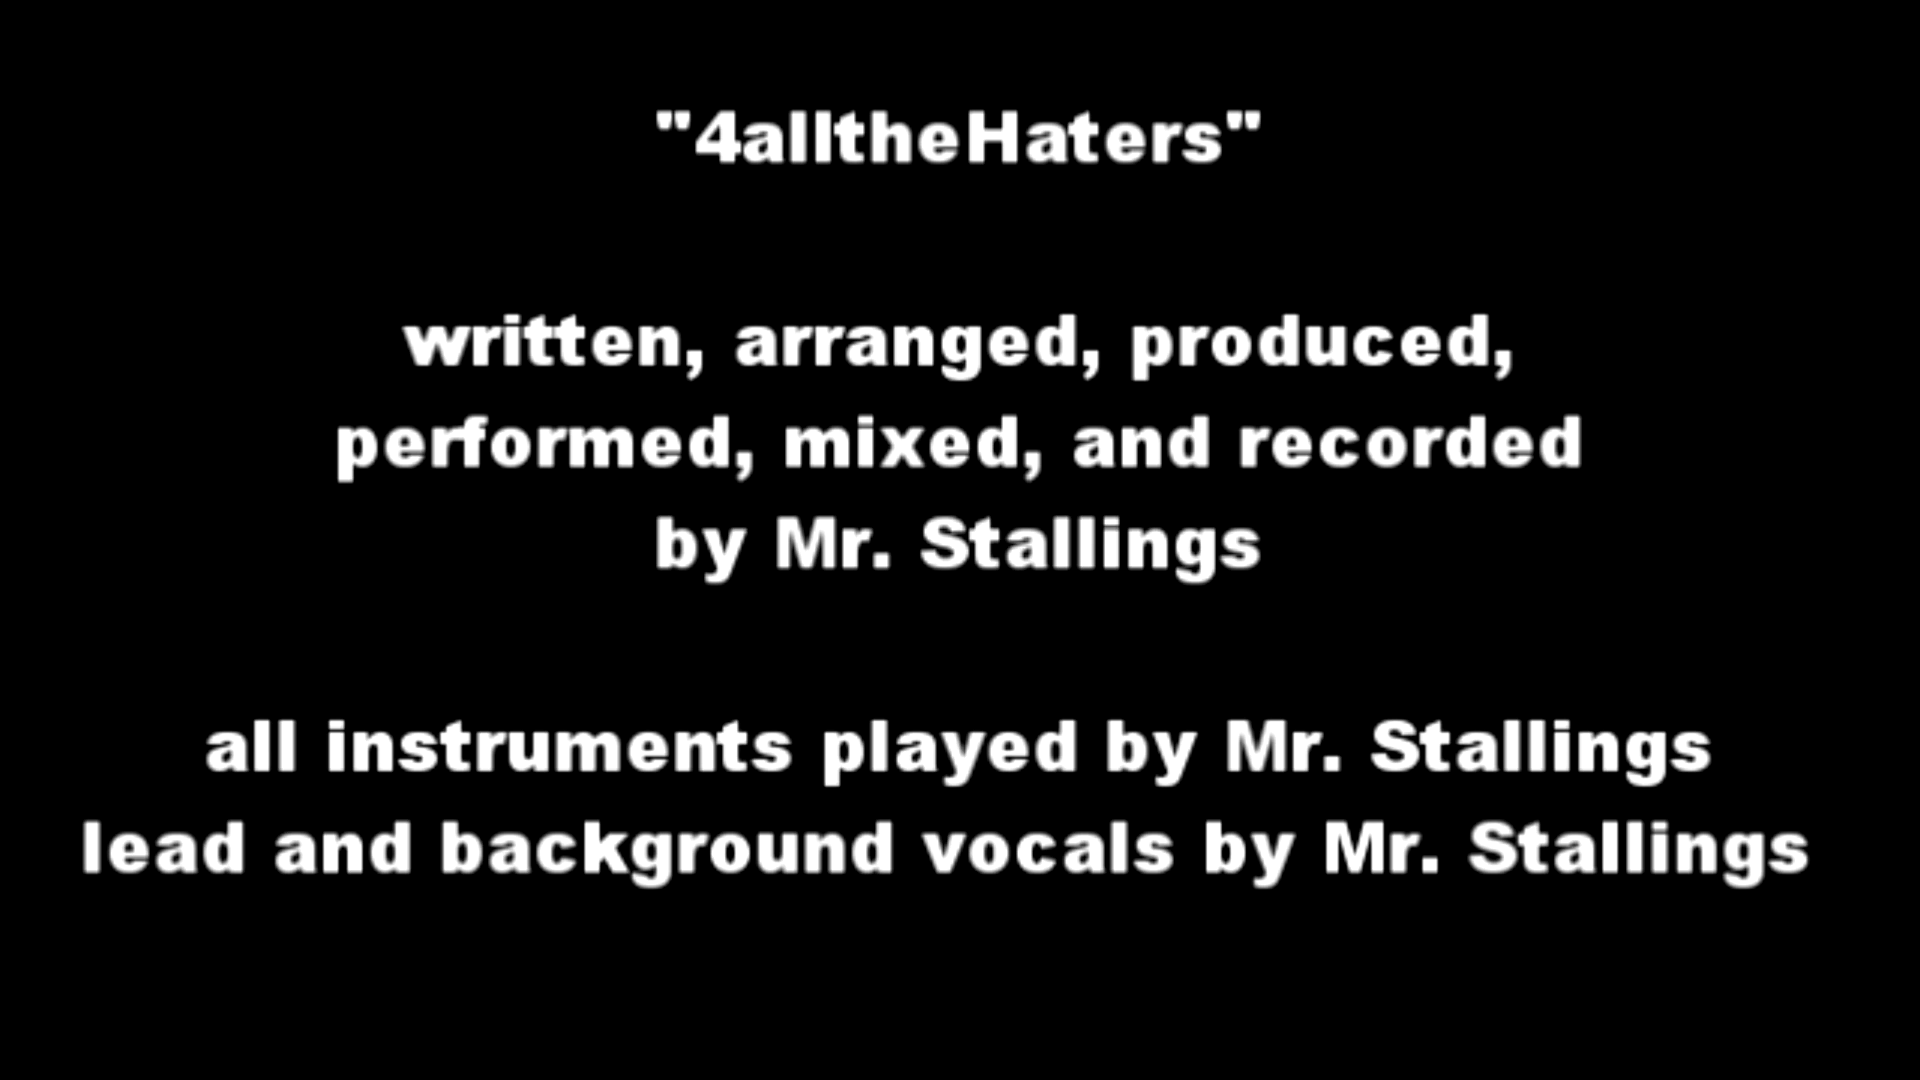 "4alltheHaters"
written, arranged, produced,
performed, mixed, and recorded
by Mr. Stallings
all instruments played by Mr. Stallings
lead and background vocals by Mr. Stallings